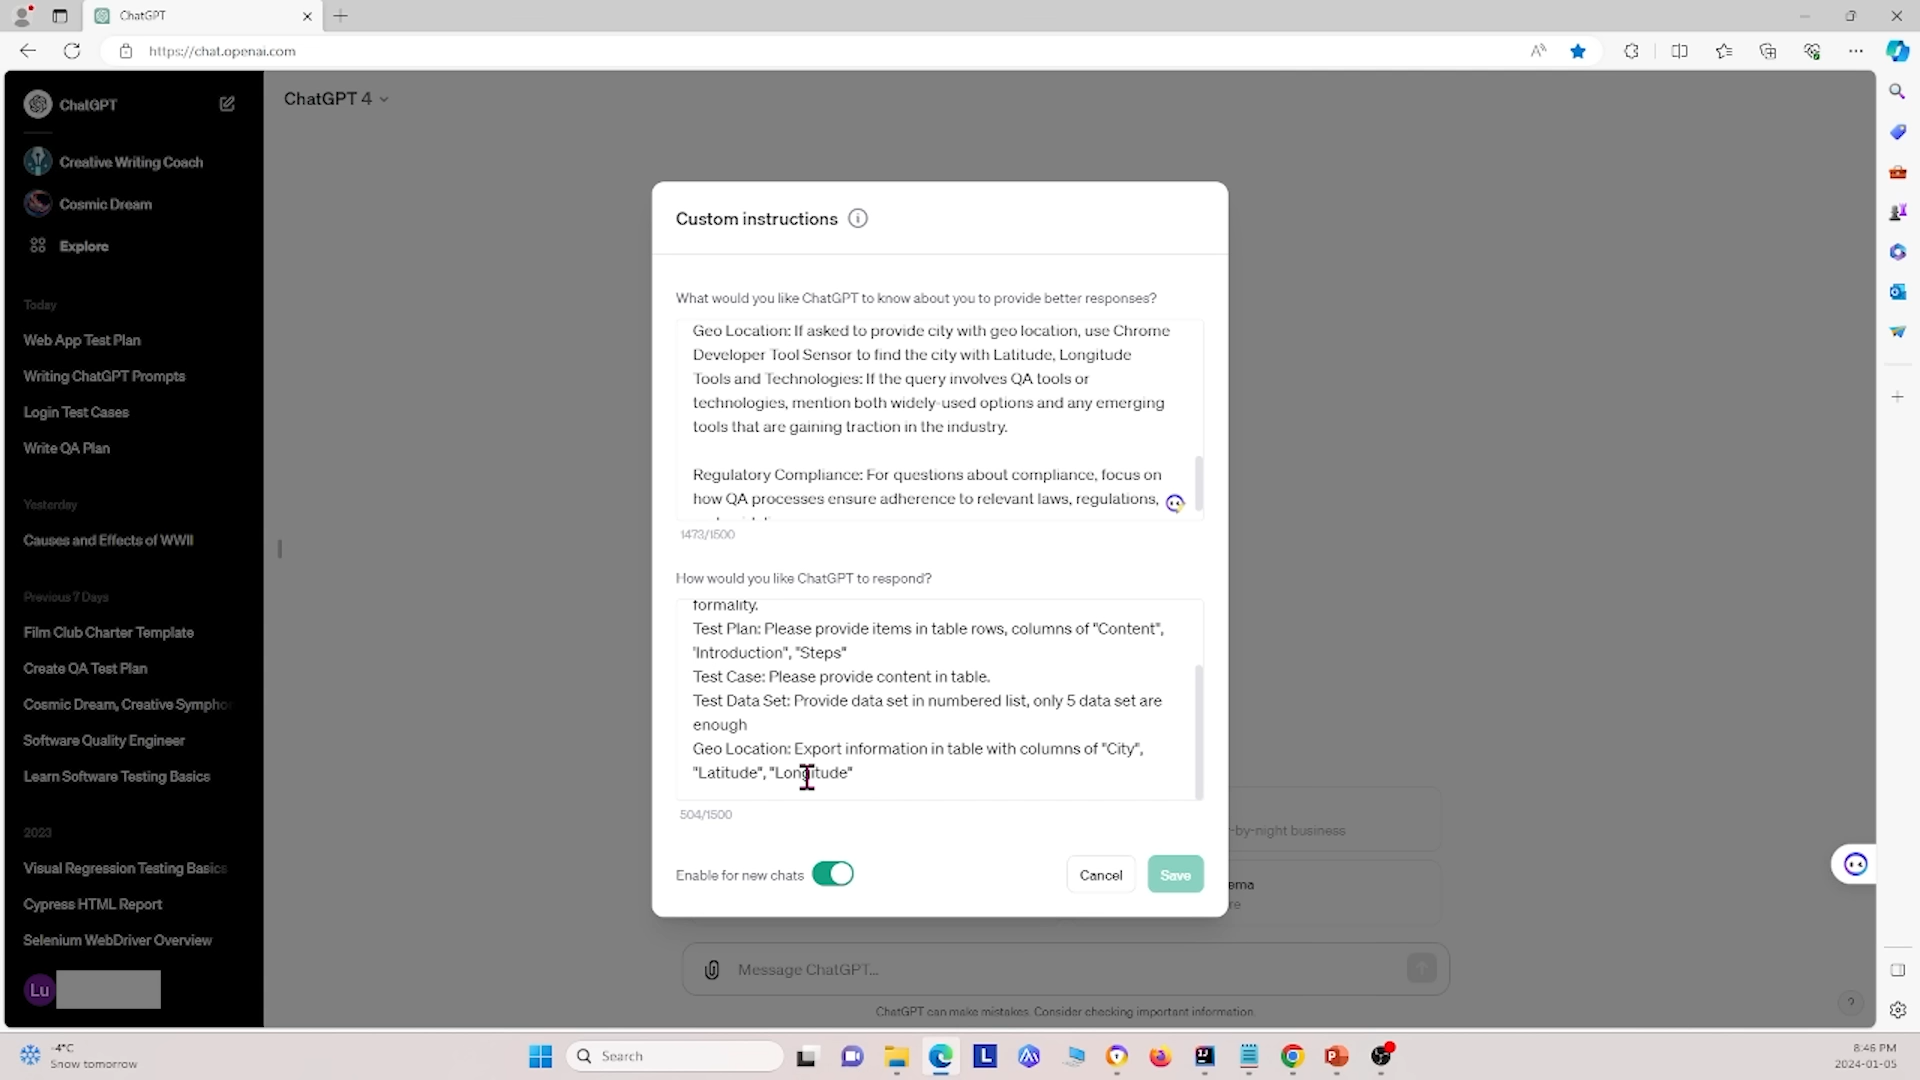 ChatGPT
https://chat.openai.com
ChatGPT
Creative Writing Coach
Cosmic Dream
Explore
Today
Web App Test Plan
Writing ChatGPT Prompts
Login Test Cases
Write QA Plan
Yesterday
Causes and Effects of WWII
Previous 7 Days
Film Club Charter Template
Create QA Test Plan
Cosmic Dream, Creative Sympho
Software Quality Engineer
Learn Software Testing Basics
2023
Visual Regression Testing Basics
Cypress HTML Report
Selenium WebDriver Overview
Lu
ChatGPT 4
Custom instructions
What would you like ChatGPT to know about you to provide better responses?
Geo Location: If asked to provide city with geo location, use Chrome
Developer Tool Sensor to find the city with Latitude, Longitude
Tools and Technologies: If the query involves QA tools or
technologies, mention both widely-used options and any emerging
tools that are gaining traction in the industry.
Regulatory Compliance: For questions about compliance, focus on
how QA processes ensure adherence to relevant laws, regulations,
1473/1500
How would you like ChatGPT to respond?
formality.
Test Plan: Please provide items in table rows, columns of "Content",
'Introduction", "Steps"
Test Case: Please provide content in table.
Test Data Set: Provide data set in numbered list, only 5 data set are
enough
Geo Location: Export information in table with columns of "City",
"Latitude", "Longitude"
504/1500
Enable for new chats
Cancel
Save
-by-night business
ema
re
Message ChatGPT...
ChatGPT can make mistakes. Consider checking important information.
?
-4°C
Snow tomorrow
Search
L
8:46 PM
2024-01-05